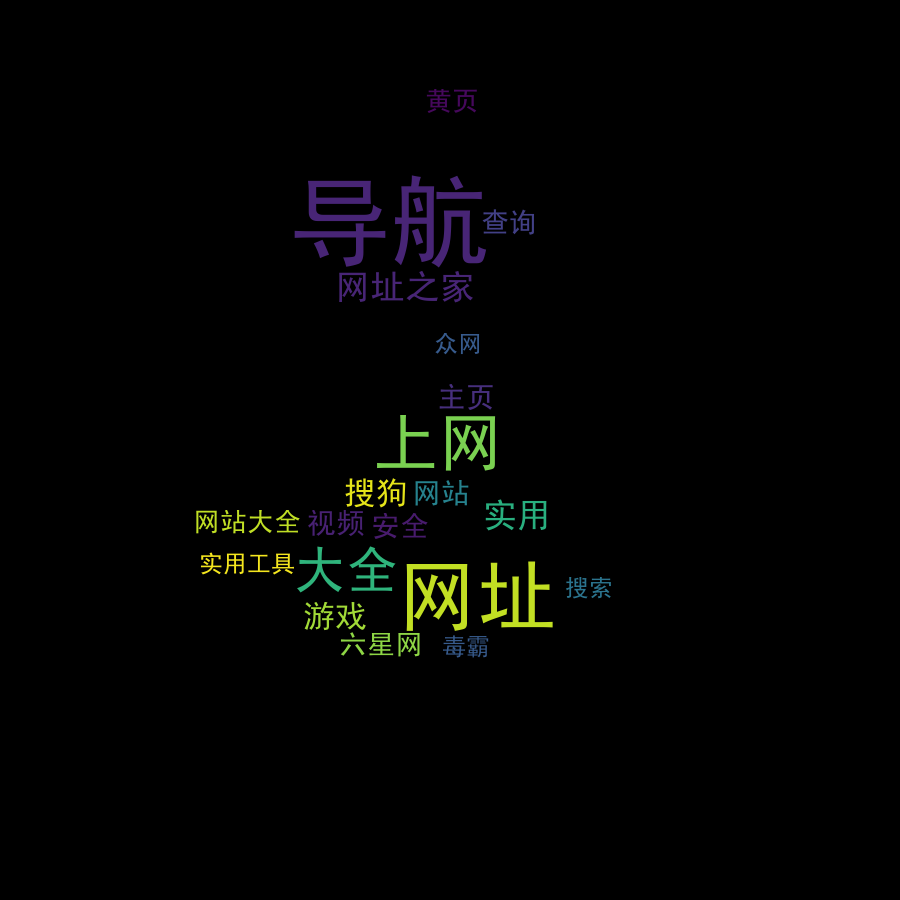 黄页
导航
查询
网址之家
众网
主页
上网
搜狗
网站
实用
网站大全
视频
安全
实用工具
大全
网址
搜索
游戏
六星网
毒霸